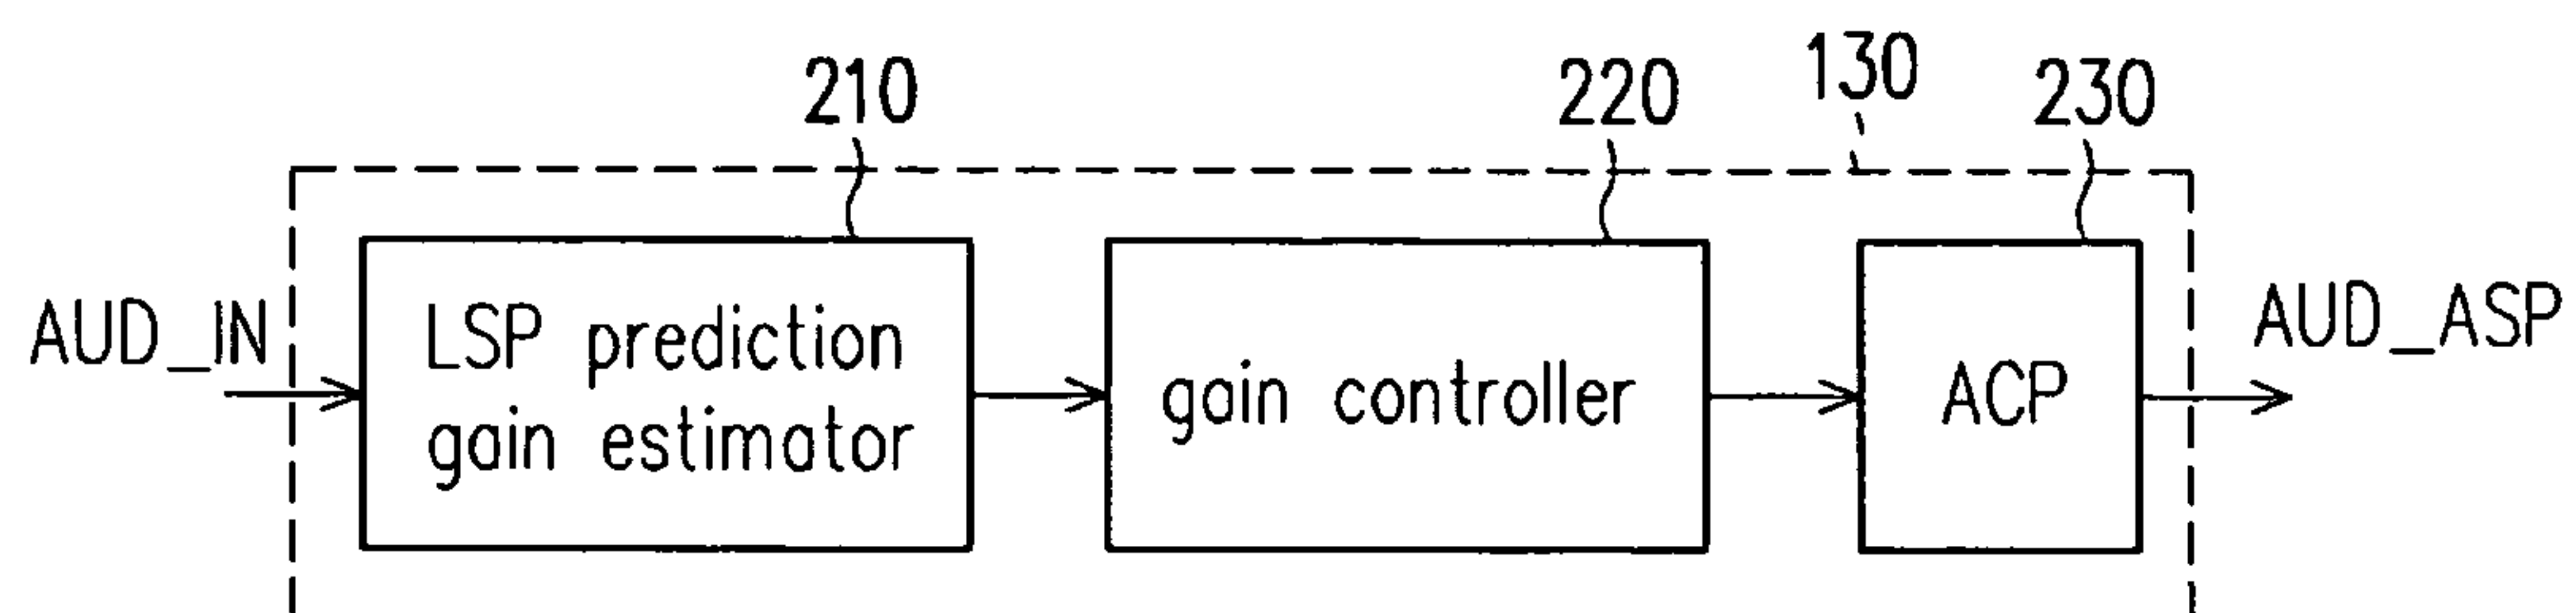 210
220
130
230
AUD_IN
LSP prediction
gain estimator
gain controller
ACP
AUD_ASP